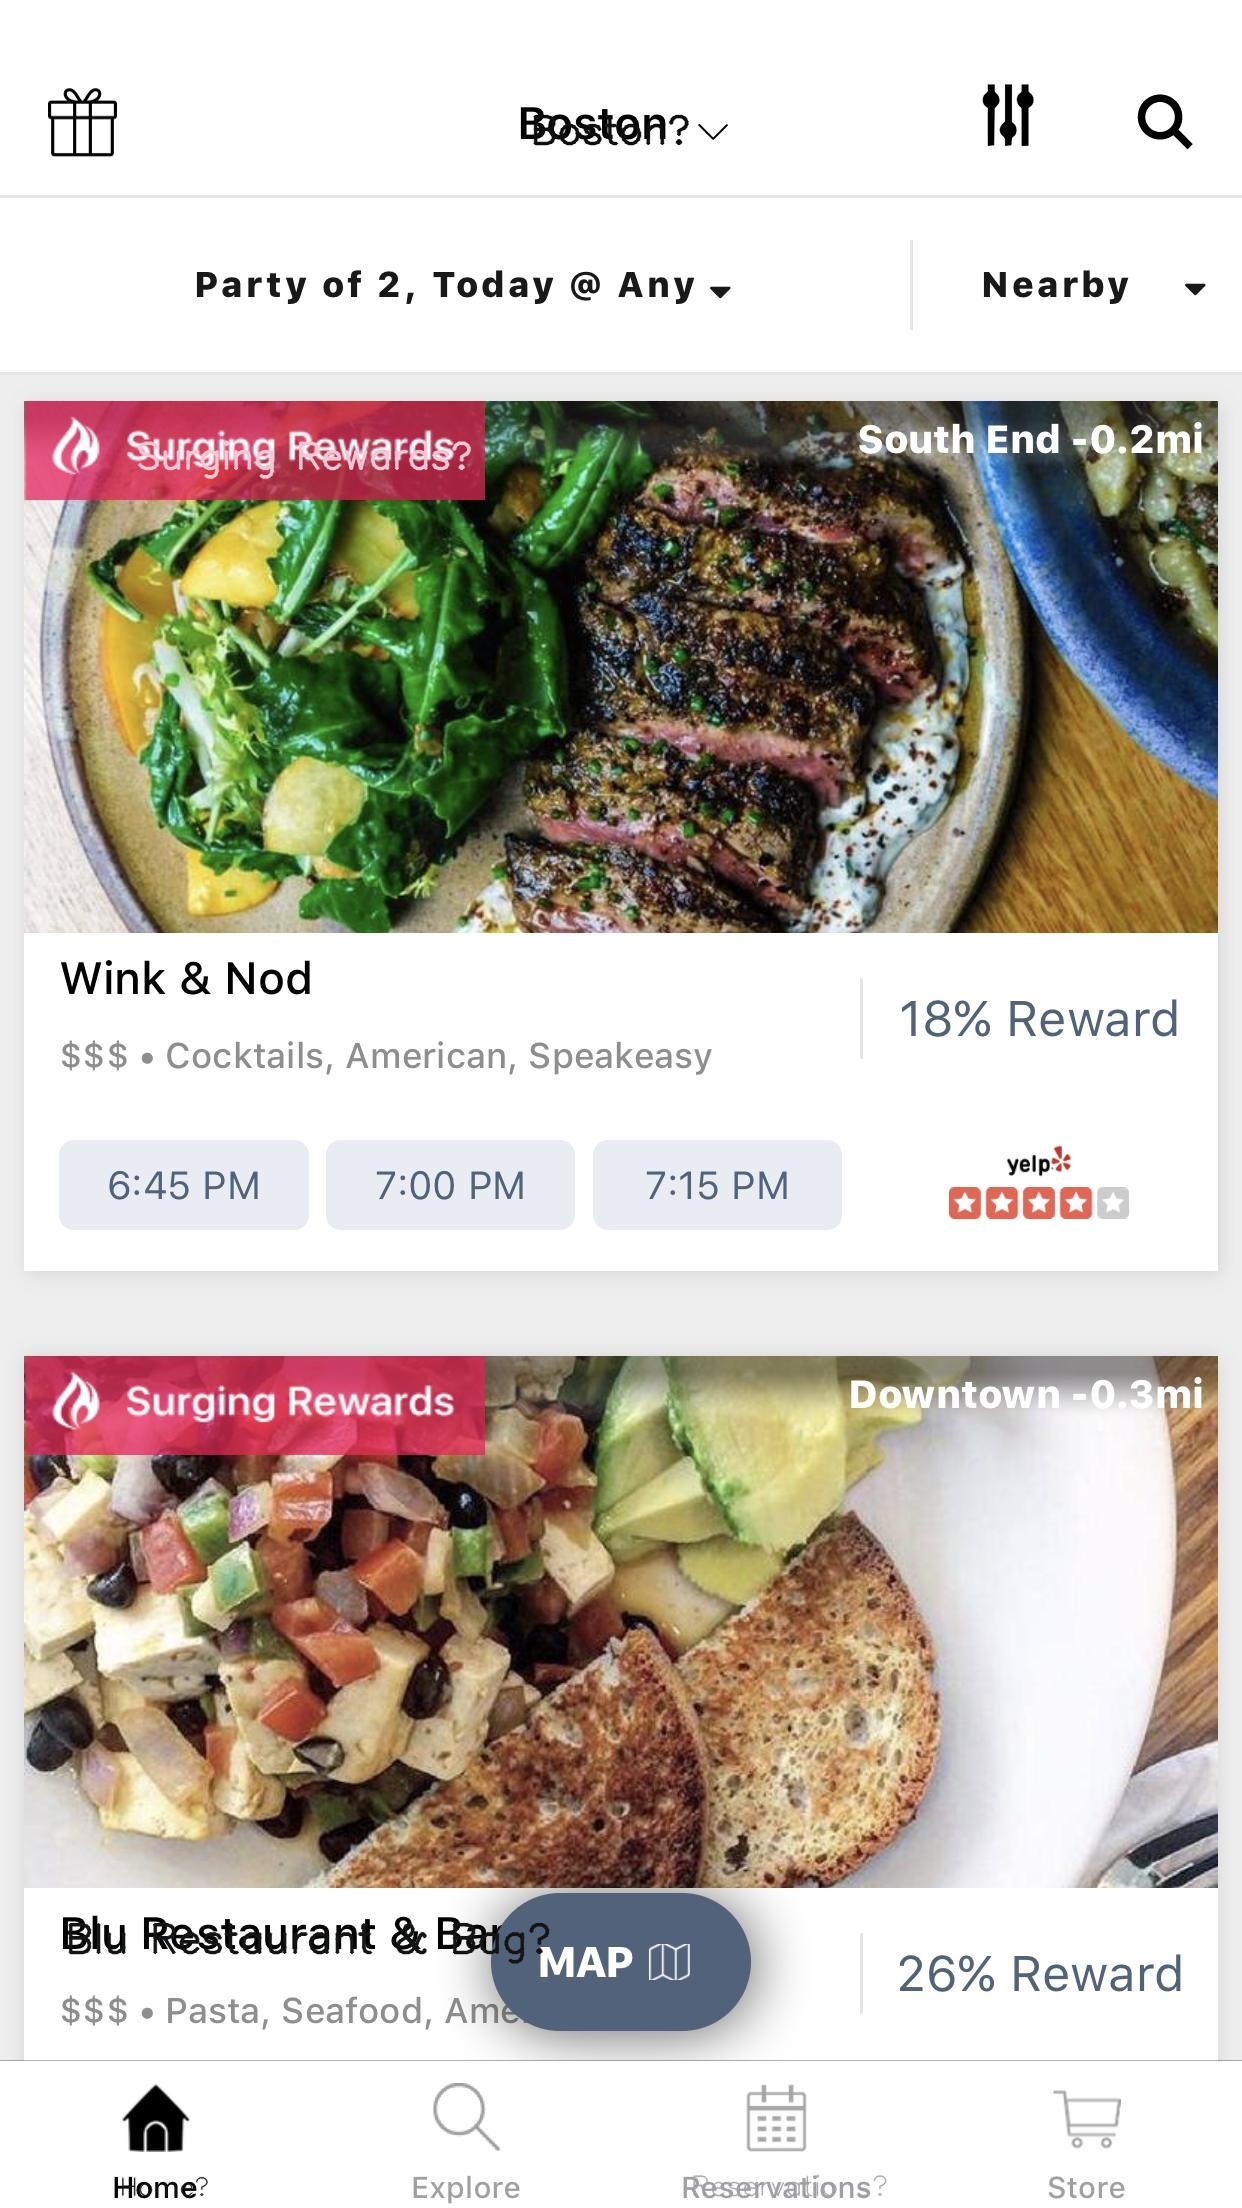 Boston
Party of 2, Today @ Any
Nearby
Surging Rewards
South End -0.2mi
Wink & Nod
18% Reward
$$$ • Cocktails, American, Speakeasy
6:45 PM
7:00 PM
7:15 PM
yelp
Surging Rewards
Downtown -0.3mi
Blu Restaurant & Bar
MAP
26% Reward
$$$ • Pasta, Seafood,
Home
Explore
Reservations
Store